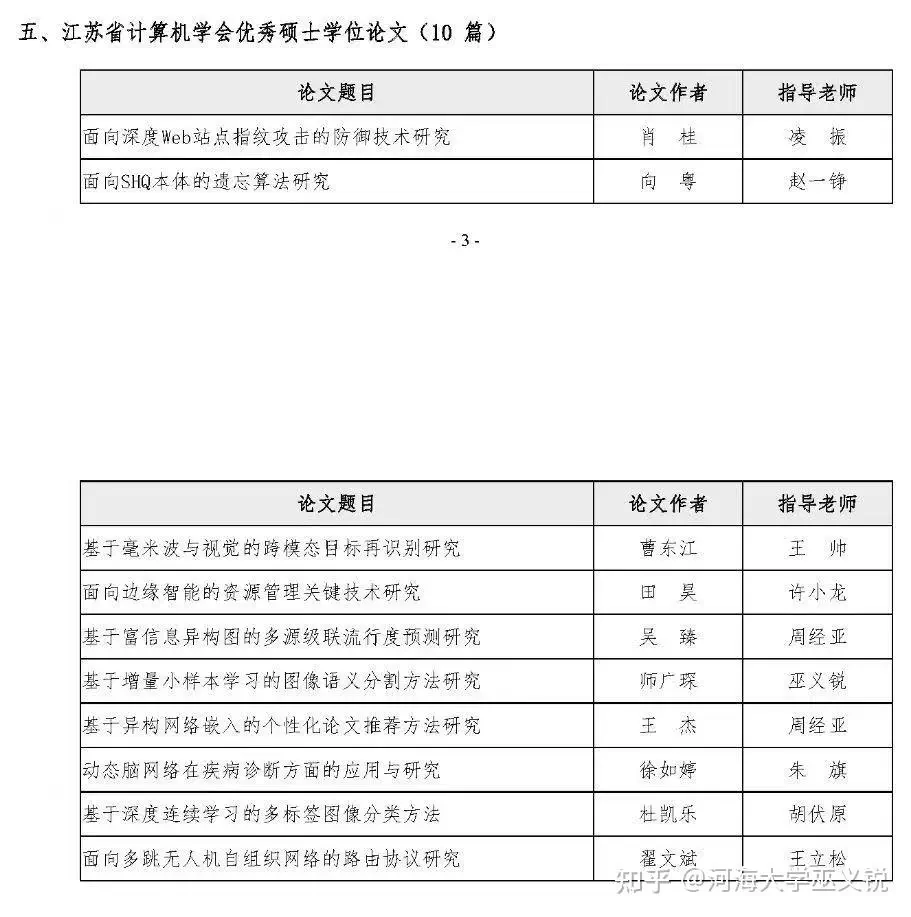 五、江苏省计算机学会优秀硕士学位论文（10 篇）
论文题目 论文作者 指导老师
面向深度Web站点指纹攻击的防御技术研究 肖 桂 凌 振
面向SHQ本体的遗忘算法研究 向 粤 赵一铮
- 3 -
论文题目 论文作者 指导老师
基于毫米波与视觉的跨模态目标再识别研究 曹东江 王 帅
面向边缘智能的资源管理关键技术研究 田 昊 许小龙
基于富信息异构图的多源级联流行度预测研究 吴 臻 周经亚
基于增量小样本学习的图像语义分割方法研究 师广琛 巫义锐
基于异构网络嵌入的个性化论文推荐方法研究 王 杰 周经亚
动态脑网络在疾病诊断方面的应用与研究 徐如婷 朱 旗
基于深度连续学习的多标签图像分类方法 杜凯乐 胡伏原
面向多跳无人机自组织网络的路由协议研究 翟文斌 王立松
知乎 @河海大学巫义锐